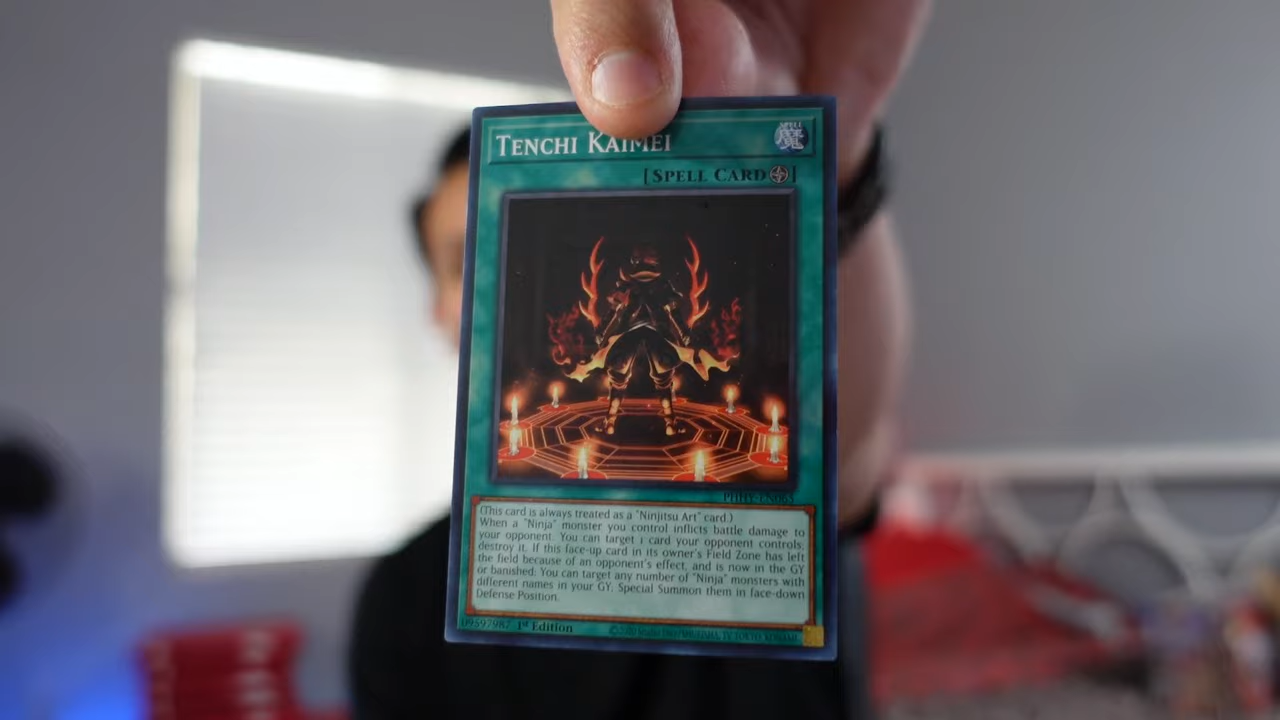 TENCHI KAIMEI
SPELL
魔
[SPELL CARD]
PHHY-EN065
(This card is always treated as a "Ninjitsu Art" card.)
When a "Ninja" monster you control inflicts battle damage to
your opponent: You can target 1 card your opponent controls;
destroy it. If this face-up card in its owner's Field Zone has left
the field because of an opponent's effect, and is now in the GY
or banished: You can target any number of "Ninja" monsters with
different names in your GY; Special Summon them in face-down
Defense Position.
09597987 1st Edition